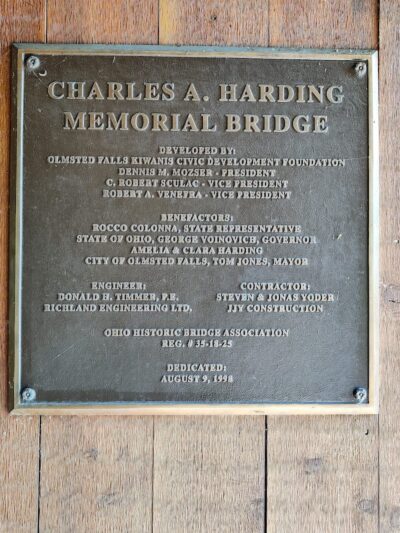 CHARLES A. HARDING
MEMORIAL BRIDGE
DEVELOPED BY:
OLMSTED FALLS KIWANIS CIVIC DEVELOPMENT FOUNDATION
DENNIS M. MOZSER - PRESIDENT
C. ROBERT SCULAC - VICE PRESIDENT
ROBERT A. VENEFRA - VICE PRESIDENT
BENEFACTORS:
ROCCO COLONNA, STATE REPRESENTATIVE
STATE OF OHIO, GEORGE VOINOVICH, GOVERNOR
AMELIA & CLARA HARDING
CITY OF OLMSTED FALLS, TOM JONES, MAYOR
ENGINEER:
DONALD H. TIMMER, P.E.
RICHLAND ENGINEERING LTD.
CONTRACTOR:
STEVEN & JONAS YODER
JJY CONSTRUCTION
OHIO HISTORIC BRIDGE ASSOCIATION
REG. # 35-18-25
DEDICATED:
AUGUST 9, 1998